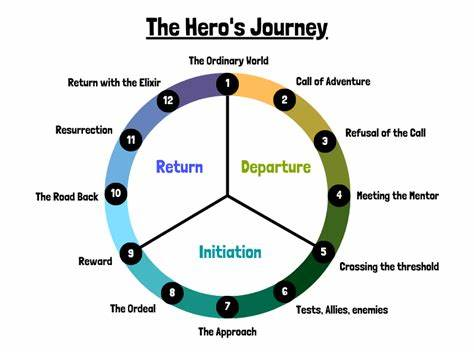 The Hero's Journey
The Ordinary World
1
Call of Adventure
2
Refusal of the Call
3
Meeting the Mentor
4
Crossing the threshold
5
Tests, Allies, enemies
6
The Approach
7
The Ordeal
8
Reward
9
The Road Back
10
Resurrection
11
Return with the Elixir
12
Return
Departure
Initiation